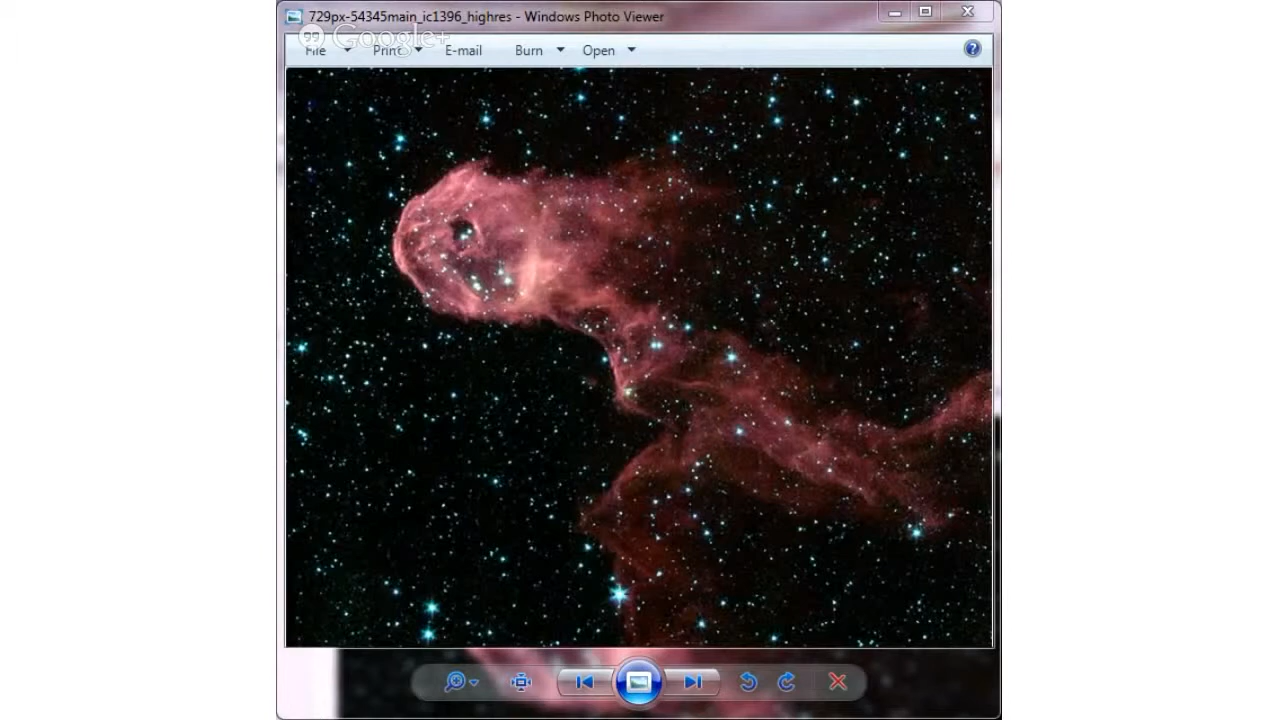 729px-54345main_ic1396_highres - Windows Photo Viewer
Google+
File Print E-mail Burn Open